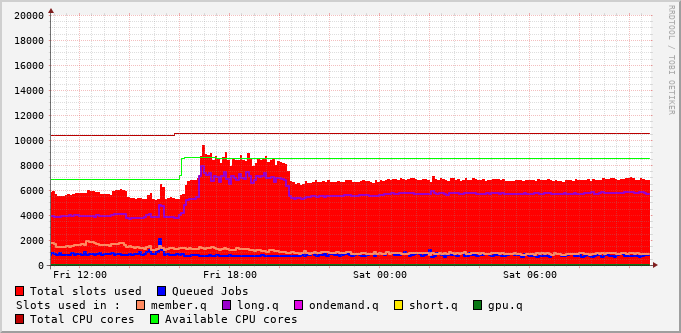 RRDTOOL / TOBI OETIKER
20000
18000
16000
14000
12000
10000
8000
6000
4000
2000
0
Fri 12:00 Fri 18:00 Sat 00:00 Sat 06:00
Total slots used Queued Jobs
Slots used in : member.q long.q ondemand.q short.q gpu.q
Total CPU cores Available CPU cores